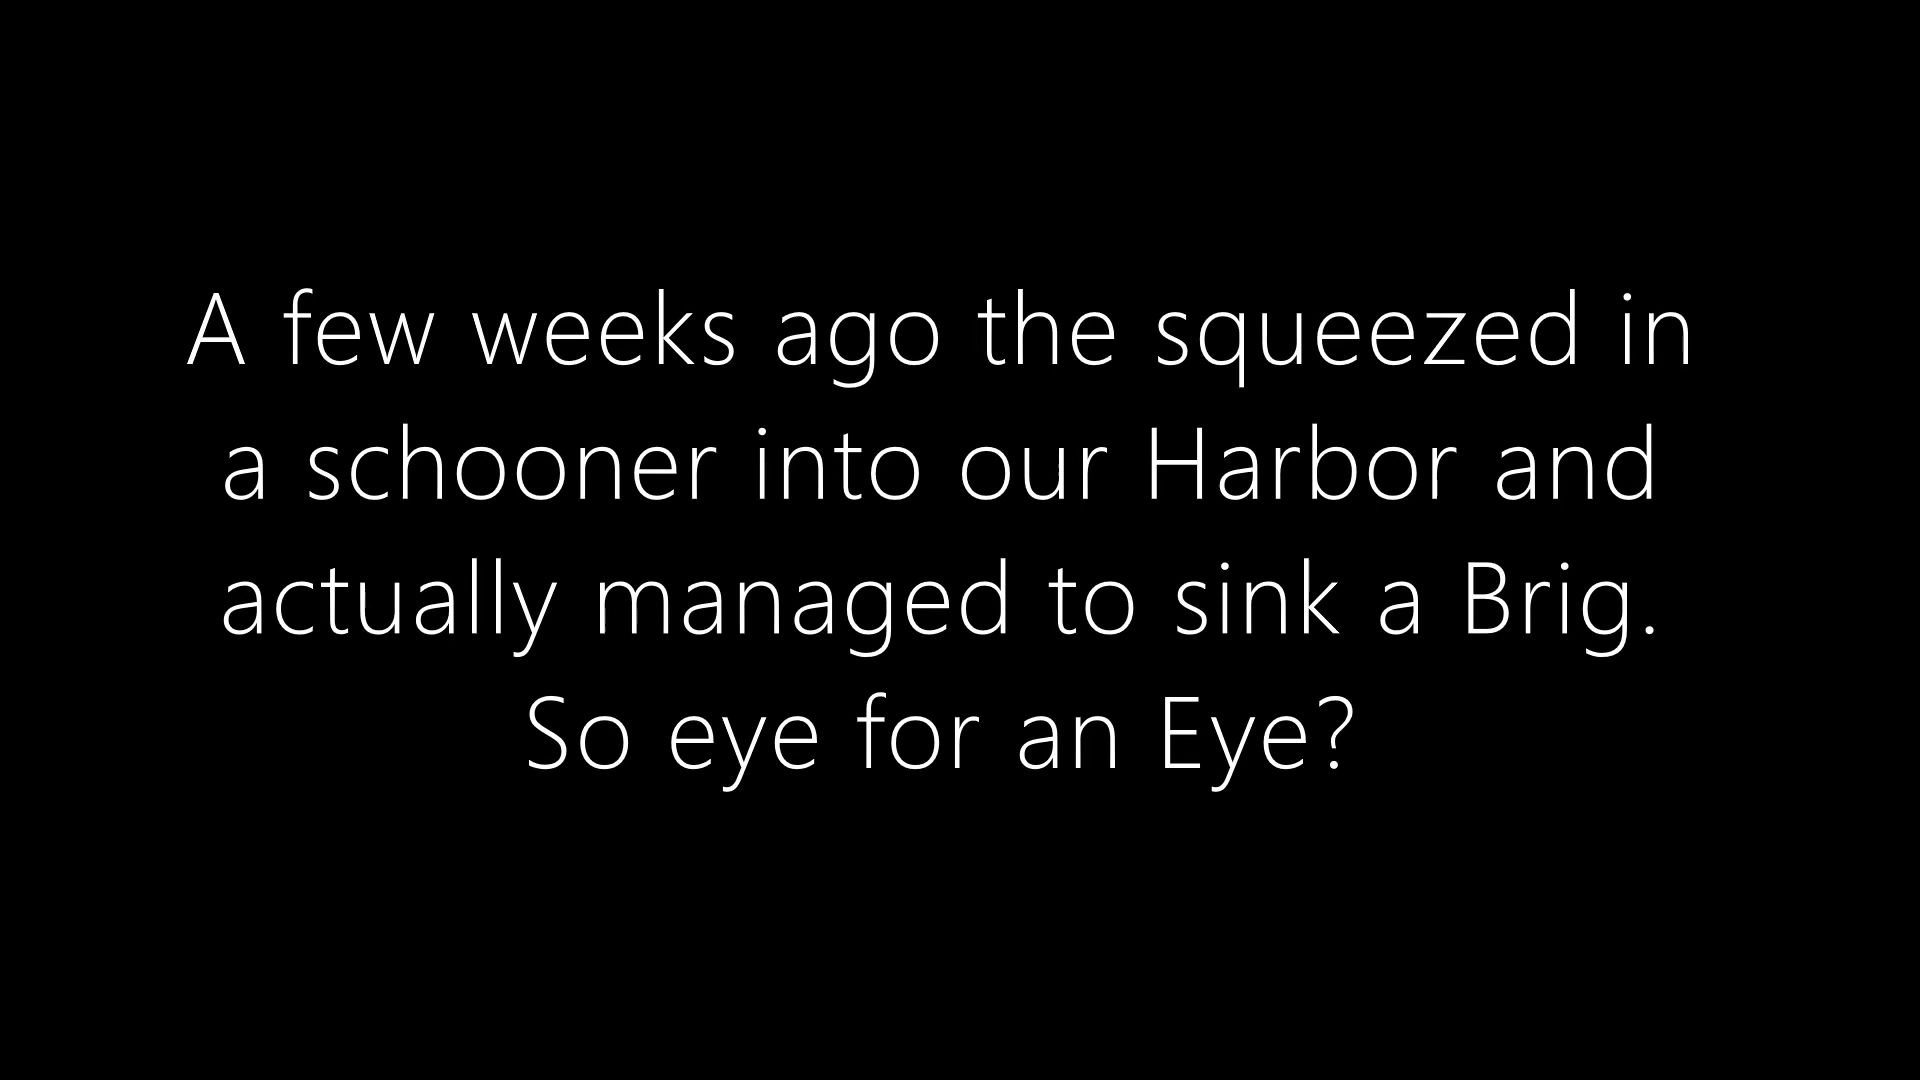 A few weeks ago the squeezed in
a schooner into our Harbor and
actually managed to sink a Brig.
So eye for an Eye?